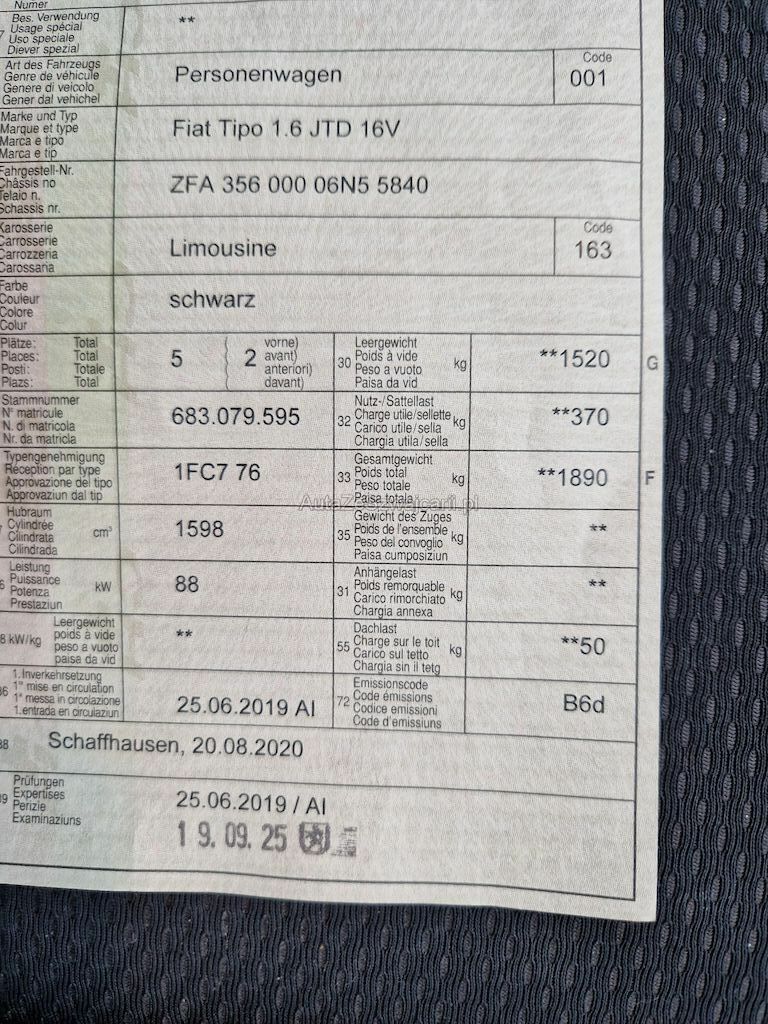 Numer
Bes. Verwendung
Usage spécial
Uso speciale
Diever spezial
**
Art des Fahrzeugs
Genre de véhicule
Genere di veicolo
Gener dal vehichel
Personenwagen
Code
001
Marke und Typ
Marque et type
Marca e tipo
Marca e tip
Fiat Tipo 1.6 JTD 16V
Fahrgestell-Nr.
Châssis no
Telaio n.
Schassis nr.
ZFA 356 000 06N5 5840
Karosserie
Carrosserie
Carrozzeria
Carossaria
Limousine
Code
163
Farbe
Couleur
Colore
Colur
schwarz
Plätze: Total
Places: Total
Posti: Totale
Plazs: Total
5
2
vorne)
avant)
anteriori)
davant)
30
Leergewicht
Poids à vide
Peso a vuoto
Paisa da vid
kg
**1520
G
Stammnummer
N° matricule
N. di matricola
Nr. da matricla
683.079.595
32
Nutz-/Sattellast
Charge utile/sellette
Carico utile/sella
Chargia utila/sella
kg
**370
Typengenehmigung
Réception par type
Approvazione del tipo
Approvaziun dal tip
1FC7 76
33
Gesamtgewicht
Poids total
Peso totale
Paisa totala
kg
**1890
F
AutaZeSzwajcarii.pl
Hubraum
Cylindrée
Cilindrata
Cilindrada
cm³
1598
35
Gewicht des Zuges
Poids de l'ensemble
Peso del convoglio
Paisa cumposiziun
kg
**
Leistung
Puissance
Potenza
Prestaziun
kW
88
31
Anhängelast
Poids remorquable
Carico rimorchiato
Chargia annexa
kg
**
8 kW/kg
Leergewicht
poids à vide
peso a vuoto
paisa da vid
**
55
Dachlast
Charge sur le toit
Carico sul tetto
Chargia sin il tetg
kg
**50
36
1. Inverkehrsetzung
1re mise en circulation
1a messa in circolazione
1. entrada en circulaziun
25.06.2019 AI
72
Emissionscode
Code émissions
Codice emissioni
Code d'emissiuns
B6d
38
Schaffhausen, 20.08.2020
39
Prüfungen
Expertises
Perizie
Examinaziuns
25.06.2019 / AI
19.09.25